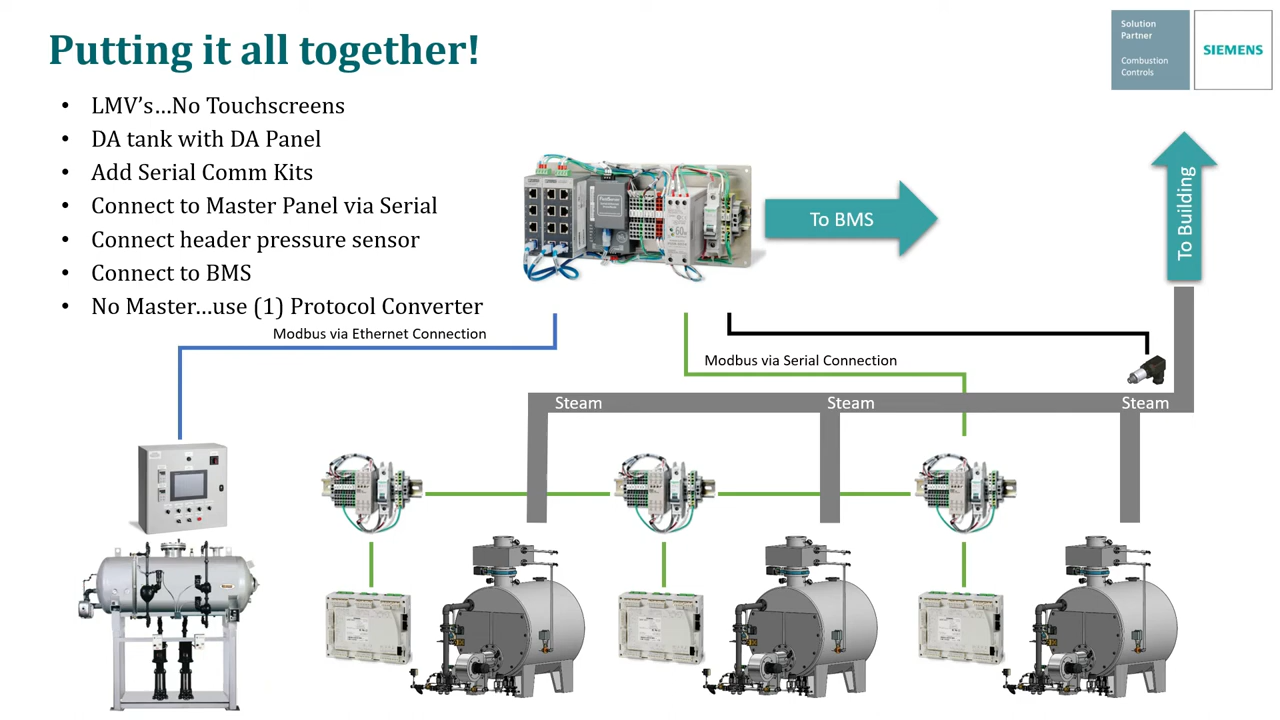 Putting it all together!
Solution
Partner
Combustion
Controls
SIEMENS
• LMV's…No Touchscreens
• DA tank with DA Panel
• Add Serial Comm Kits
• Connect to Master Panel via Serial
• Connect header pressure sensor
• Connect to BMS
• No Master…use (1) Protocol Converter
To BMS
To Building
Modbus via Ethernet Connection
Modbus via Serial Connection
Steam
Steam
Steam